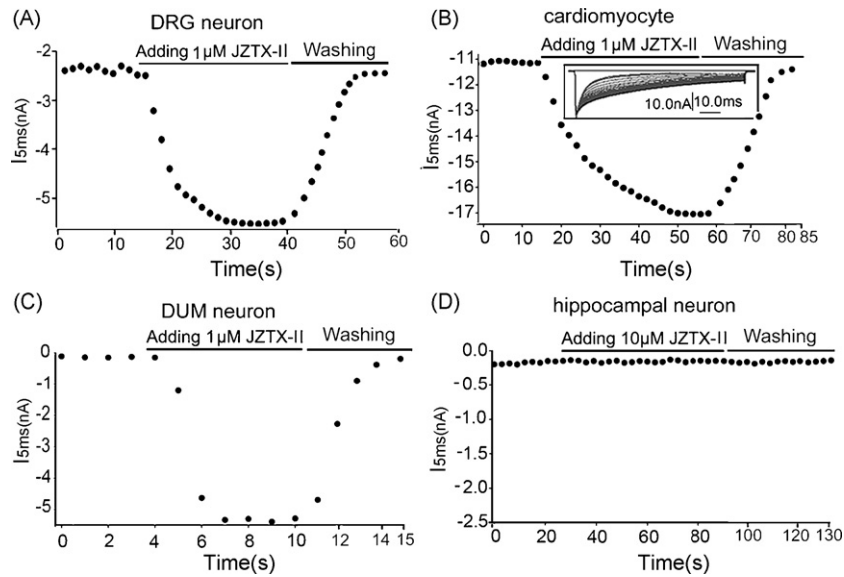 (A)
DRG neuron
Adding 1μM JZTX-II
Washing
-2
-3
-4
-5
I5ms(nA)
0 10 20 30 40 50 60
Time(s)
(B)
cardiomyocyte
Adding 1μM JZTX-II
Washing
-11
-12
-13
-14
-15
-16
-17
I5ms(nA)
10.0nA 10.0ms
0 10 20 30 40 50 60 70 80 85
Time(s)
(C)
DUM neuron
Adding 1μM JZTX-II
Washing
0
-1
-2
-3
-4
-5
I5ms(nA)
0 2 4 6 8 10 12 14 15
Time(s)
(D)
hippocampal neuron
Adding 10μM JZTX-II
Washing
0.0
-0.5
-1.0
-1.5
-2.0
-2.5
I5ms(nA)
0 20 40 60 80 100 120 130
Time(s)